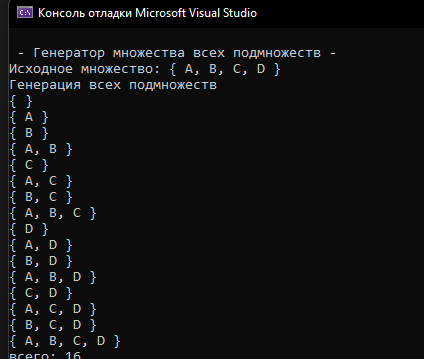 Консоль отладки Microsoft Visual Studio
- Генератор множества всех подмножеств -
Исходное множество: { A, B, C, D }
Генерация всех подмножеств
{ }
{ A }
{ B }
{ A, B }
{ C }
{ A, C }
{ B, C }
{ A, B, C }
{ D }
{ A, D }
{ B, D }
{ A, B, D }
{ C, D }
{ A, C, D }
{ B, C, D }
{ A, B, C, D }
всего: 16